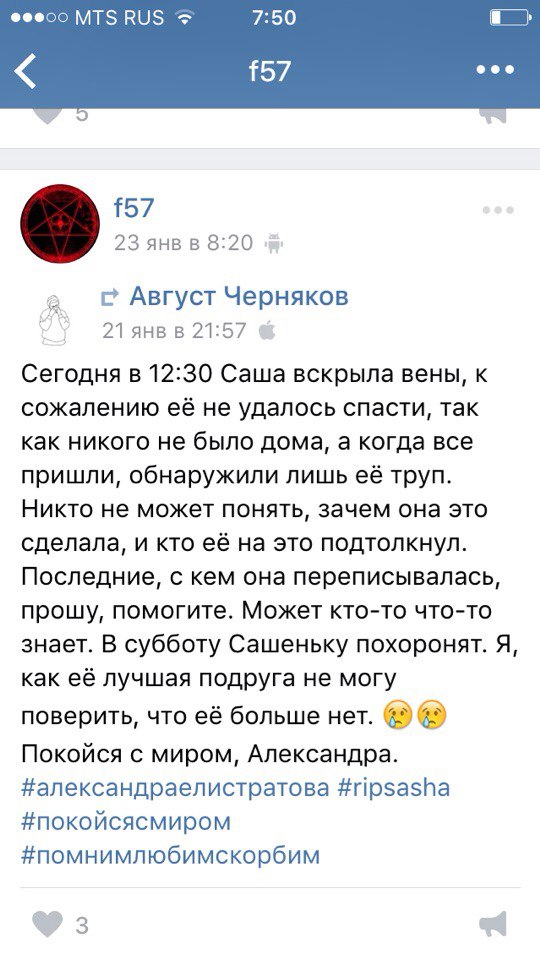 MTS RUS 7:50
f57
5
f57
23 янв в 8:20
Август Черняков
21 янв в 21:57
Сегодня в 12:30 Саша вскрыла вены, к
сожалению её не удалось спасти, так
как никого не было дома, а когда все
пришли, обнаружили лишь её труп.
Никто не может понять, зачем она это
сделала, и кто её на это подтолкнул.
Последние, с кем она переписывалась,
прошу, помогите. Может кто-то что-то
знает. В субботу Сашеньку похоронят. Я,
как её лучшая подруга не могу
поверить, что её больше нет. 😢😢
Покойся с миром, Александра.
#александраелистратова #ripsasha
#покойсясмиром
#помнимлюбимскорбим
3